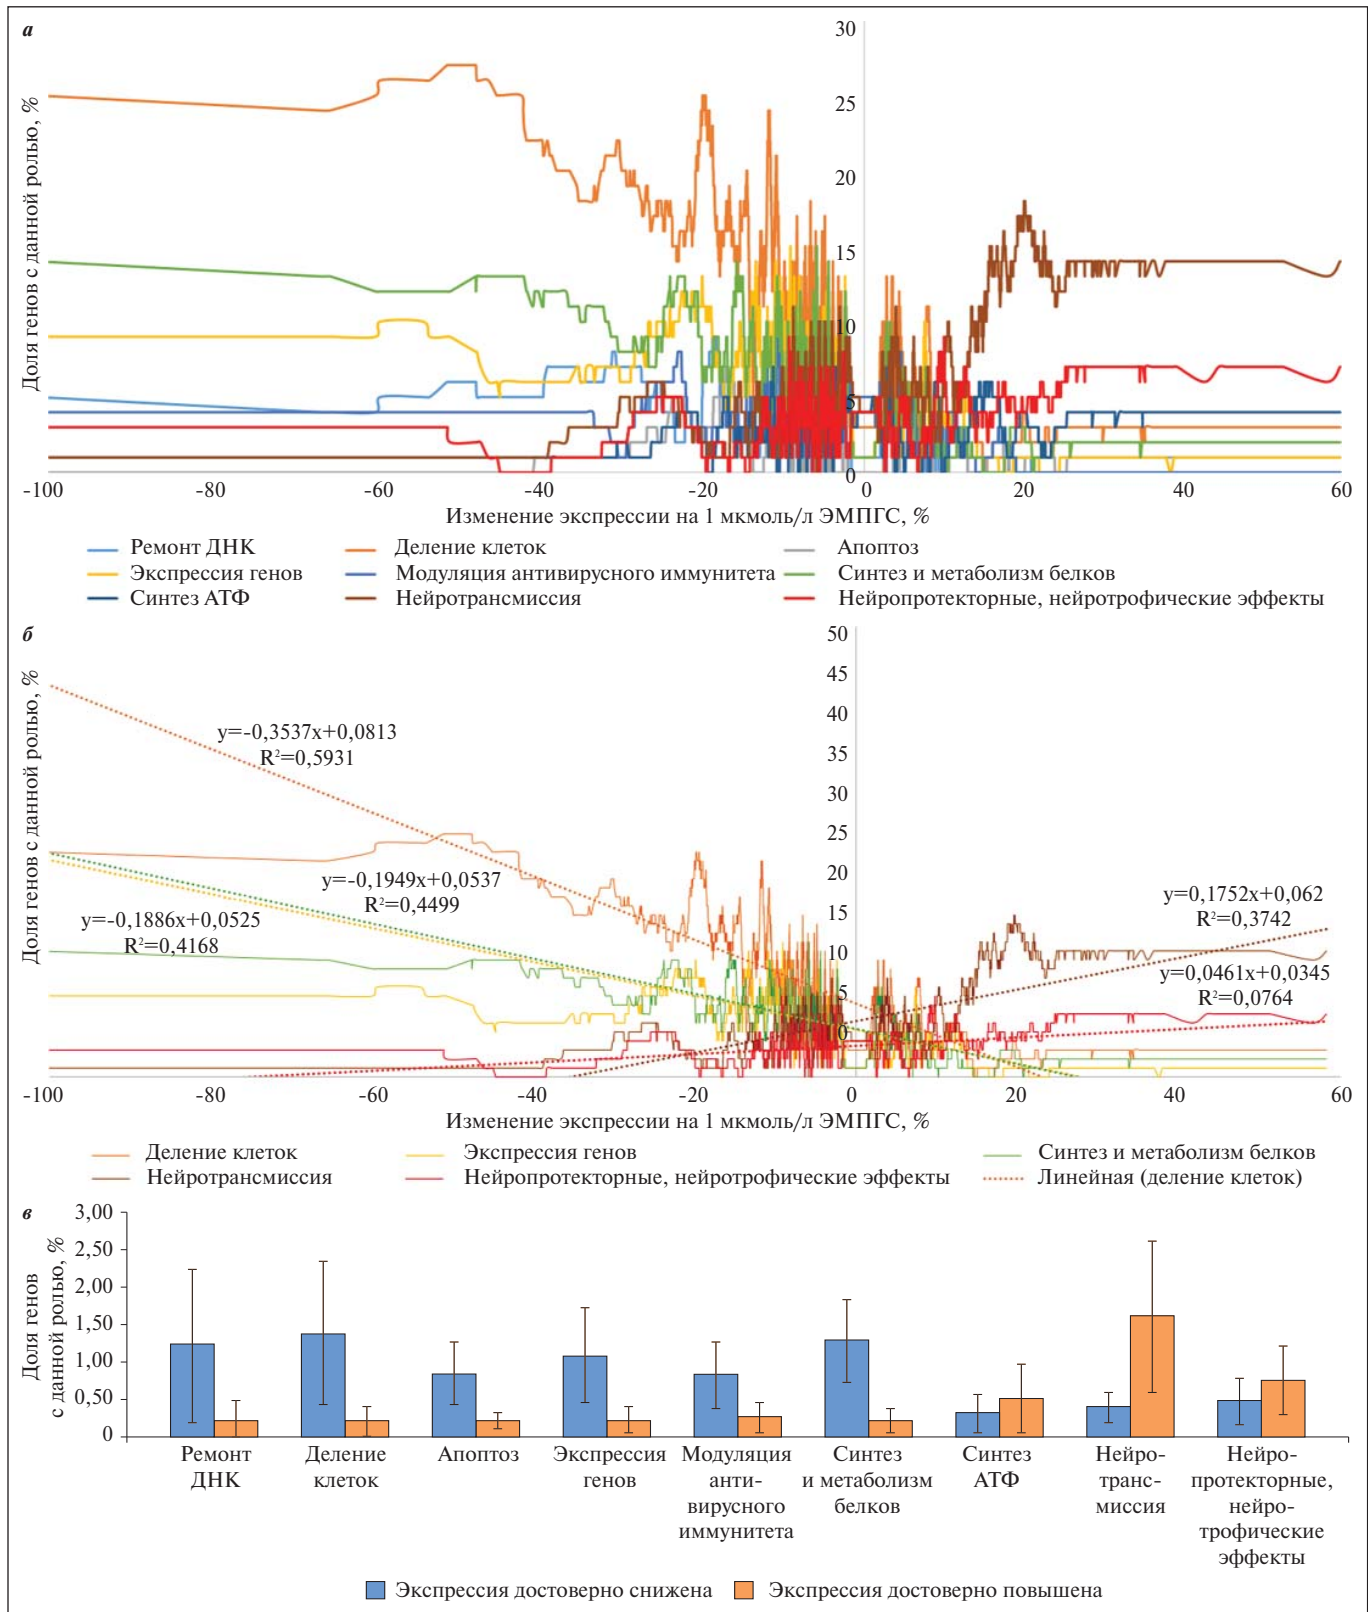 а
Доля генов с данной ролью, %
30
25
20
15
10
5
0
-100 -80 -60 -40 -20 0 20 40 60
Изменение экспрессии на 1 мкмоль/л ЭМПГС, %
Ремонт ДНК Деление клеток Апоптоз
Экспрессия генов Модуляция антивирусного иммунитета Синтез и метаболизм белков
Синтез АТФ Нейротрансмиссия Нейропротекторные, нейротрофические эффекты
б
Доля генов с данной ролью, %
50
45
40
35
30
25
20
15
10
5
0
y=-0,3537x+0,0813
R²=0,5931
y=-0,1949x+0,0537
R²=0,4499
y=-0,1886x+0,0525
R²=0,4168
y=0,1752x+0,062
R²=0,3742
y=0,0461x+0,0345
R²=0,0764
-100 -80 -60 -40 -20 0 20 40 60
Изменение экспрессии на 1 мкмоль/л ЭМПГС, %
Деление клеток Экспрессия генов Синтез и метаболизм белков
Нейротрансмиссия Нейропротекторные, нейротрофические эффекты Линейная (деление клеток)
в
Доля генов
с данной ролью, %
3,00
2,50
2,00
1,50
1,00
0,50
0
Ремонт
ДНК
Деление
клеток
Апоптоз
Экспрессия
генов
Модуляция
анти-
вирусного
иммунитета
Синтез
и метаболизм
белков
Синтез
АТФ
Нейро-
транс-
миссия
Нейро-
протекторные,
нейро-
трофические
эффекты
Экспрессия достоверно снижена Экспрессия достоверно повышена